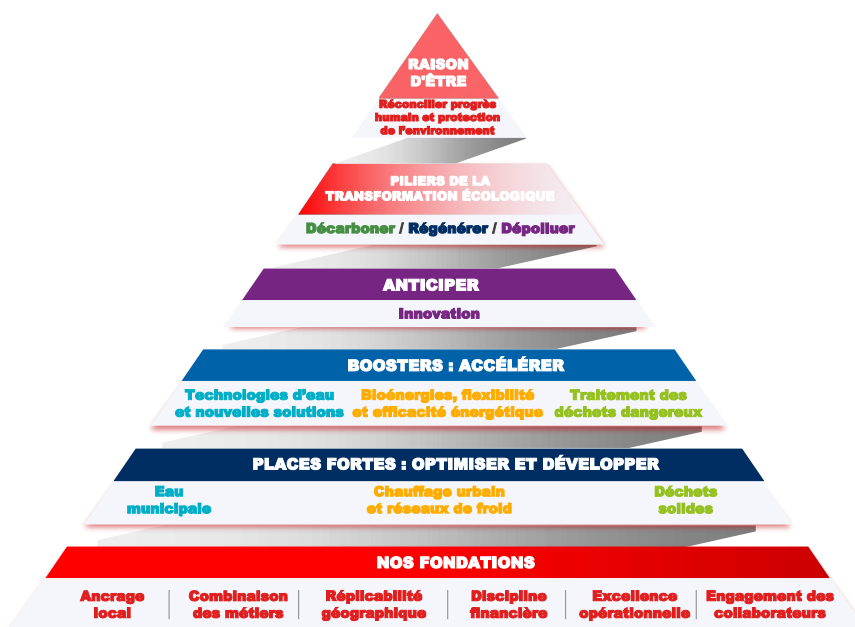 RAISON
D'ÊTRE
Réconcilier progrès
humain et protection
de l'environnement
PILIERS DE LA
TRANSFORMATION ÉCOLOGIQUE
Décarboner / Régénérer / Dépolluer
ANTICIPER
Innovation
BOOSTERS : ACCÉLÉRER
Technologies d'eau
et nouvelles solutions
Bioénergies, flexibilité
et efficacité énergétique
Traitement des
déchets dangereux
PLACES FORTES : OPTIMISER ET DÉVELOPPER
Eau
municipale
Chauffage urbain
et réseaux de froid
Déchets
solides
NOS FONDATIONS
Ancrage
local
Combinaison
des métiers
Réplicabilité
géographique
Discipline
financière
Excellence
opérationnelle
Engagement des
collaborateurs